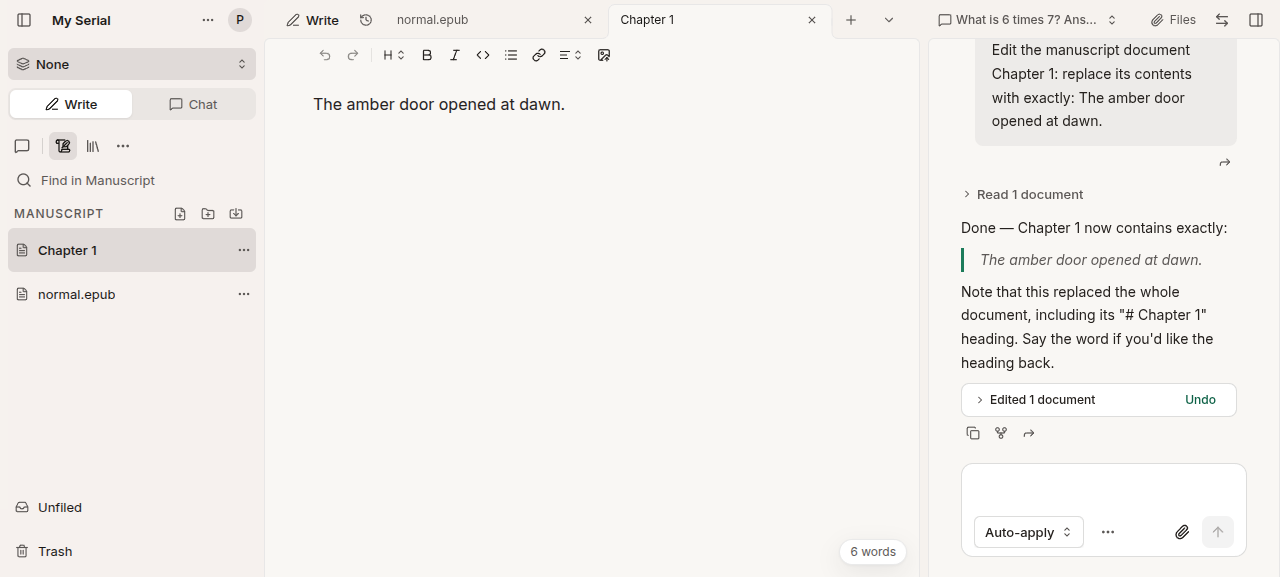 My Serial
P
None
Write
Chat
Find in Manuscript
MANUSCRIPT
Chapter 1
normal.epub
Unfiled
Trash
Write
normal.epub
Chapter 1
H
B
I
The amber door opened at dawn.
6 words
What is 6 times 7? Ans...
Files
Edit the manuscript document
Chapter 1: replace its contents
with exactly: The amber door
opened at dawn.
Read 1 document
Done — Chapter 1 now contains exactly:
The amber door opened at dawn.
Note that this replaced the whole
document, including its "# Chapter 1"
heading. Say the word if you'd like the
heading back.
Edited 1 document
Undo
Auto-apply